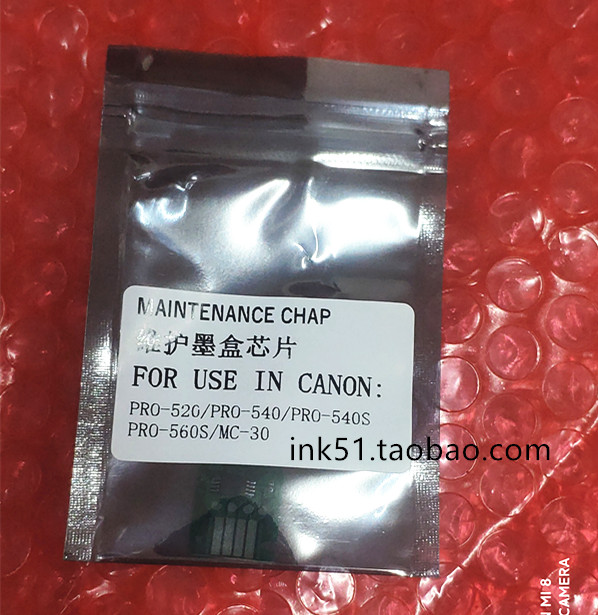 MAINTENANCE CHAP
维护墨盒芯片
FOR USE IN CANON:
PRO-520/PRO-540/PRO-540S
PRO-560S/MC-30
ink51.taobao.com
MI 8
CAMERA